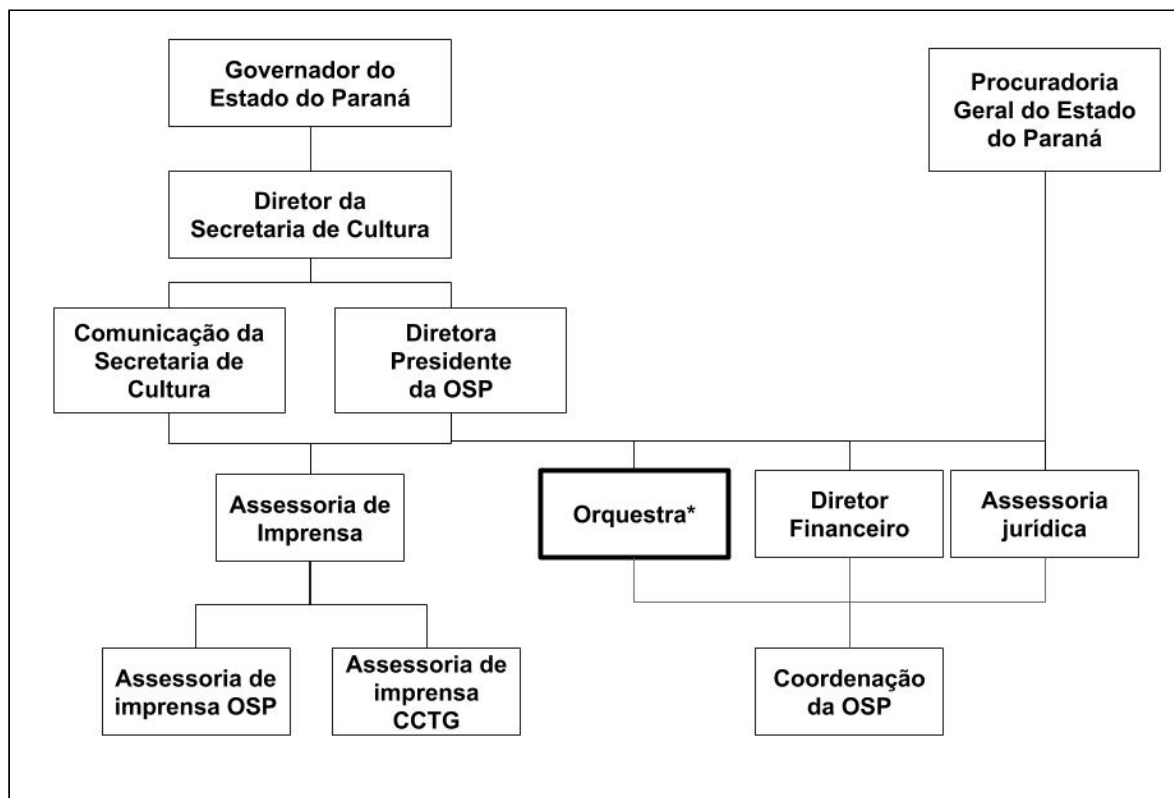 Governador do
Estado do Paraná
Procuradoria
Geral do Estado
do Paraná
Diretor da
Secretaria de Cultura
Comunicação da
Secretaria de
Cultura
Diretora
Presidente
da OSP
Assessoria de
Imprensa
Orquestra*
Diretor
Financeiro
Assessoria
jurídica
Assessoria de
imprensa OSP
Assessoria de
imprensa
CCTG
Coordenação
da OSP